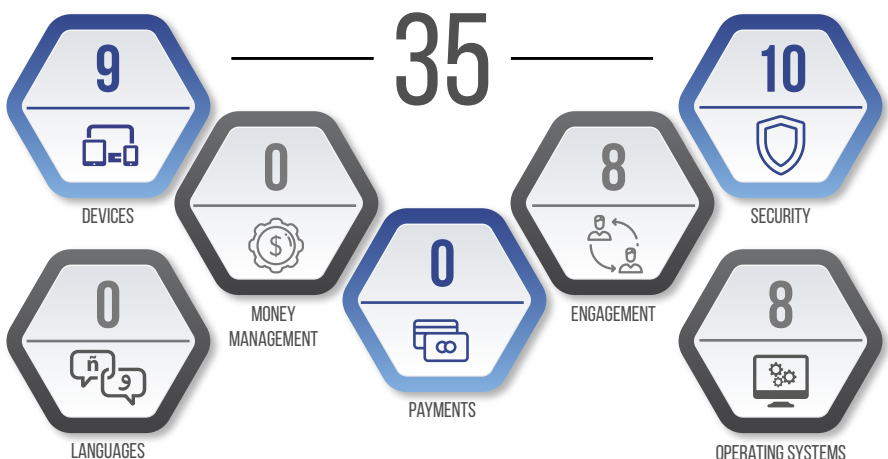 35
9
DEVICES
0
MONEY
MANAGEMENT
0
PAYMENTS
8
ENGAGEMENT
10
SECURITY
0
ñ
و
LANGUAGES
8
OPERATING SYSTEMS
$